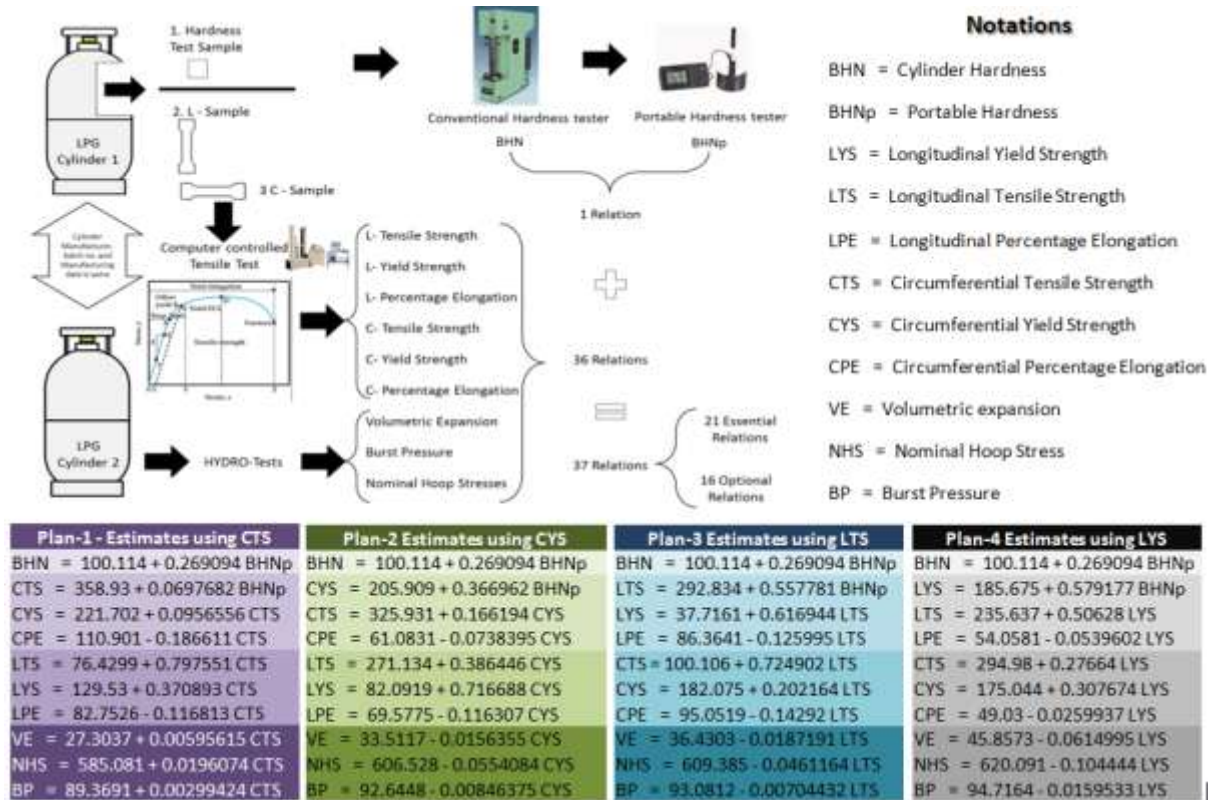 1. Hardness
Test Sample
2. L - Sample
LPG
Cylinder 1
3 C - Sample
Conventional Hardness tester
BHN
Portable Hardness tester
BHNp
1 Relation
Cylinder
Manufacturer,
Computer controlled
Tensile Test
L- Tensile Strength
L- Yield Strength
L- Percentage Elongation
C- Tensile Strength
C- Yield Strength
C- Percentage Elongation
Volumetric Expansion
Burst Pressure
Nominal Hoop Stresses
36 Relations
37 Relations
21 Essential
Relations
16 Optional
Relations
LPG
Cylinder 2
HYDRO-Tests
Notations
BHN = Cylinder Hardness
BHNp = Portable Hardness
LYS = Longitudinal Yield Strength
LTS = Longitudinal Tensile Strength
LPE = Longitudinal Percentage Elongation
CTS = Circumferential Tensile Strength
CYS = Circumferential Yield Strength
CPE = Circumferential Percentage Elongation
VE = Volumetric expansion
NHS = Nominal Hoop Stress
BP = Burst Pressure
Plan-1 - Estimates using CTS
BHN = 100.114 + 0.269094 BHNp
CTS = 358.93 + 0.0697682 BHNp
CYS = 221.702 + 0.0956556 CTS
CPE = 110.901 - 0.186611 CTS
LTS = 76.4299 + 0.797551 CTS
LYS = 129.53 + 0.370893 CTS
LPE = 82.7526 - 0.116813 CTS
VE = 27.3037 + 0.00595615 CTS
NHS = 585.081 + 0.0196074 CTS
BP = 89.3691 + 0.00299424 CTS
Plan-2 Estimates using CYS
BHN = 100.114 + 0.269094 BHNp
CYS = 205.909 + 0.366962 BHNp
CTS = 325.931 + 0.166194 CYS
CPE = 61.0831 - 0.0738395 CYS
LTS = 271.134 + 0.386446 CYS
LYS = 82.0919 + 0.716688 CYS
LPE = 69.5775 - 0.116307 CYS
VE = 33.5117 - 0.0156355 CYS
NHS = 606.528 - 0.0554084 CYS
BP = 92.6448 - 0.00846375 CYS
Plan-3 Estimates using LTS
BHN = 100.114 + 0.269094 BHNp
LTS = 292.834 + 0.557781 BHNp
LYS = 37.7161 + 0.616944 LTS
LPE = 86.3641 - 0.125995 LTS
CTS = 100.106 + 0.724902 LTS
CYS = 182.075 + 0.202164 LTS
CPE = 95.0519 - 0.14292 LTS
VE = 36.4303 - 0.0187191 LTS
NHS = 609.385 - 0.0461164 LTS
BP = 93.0812 - 0.00704432 LTS
Plan-4 Estimates using LYS
BHN = 100.114 + 0.269094 BHNp
LYS = 185.675 + 0.579177 BHNp
LTS = 235.637 + 0.50628 LYS
LPE = 54.0581 - 0.0539602 LYS
CTS = 294.98 + 0.27664 LYS
CYS = 175.044 + 0.307674 LYS
CPE = 49.03 - 0.0259937 LYS
VE = 45.8573 - 0.0614995 LYS
NHS = 620.091 - 0.104444 LYS
BP = 94.7164 - 0.0159533 LYS